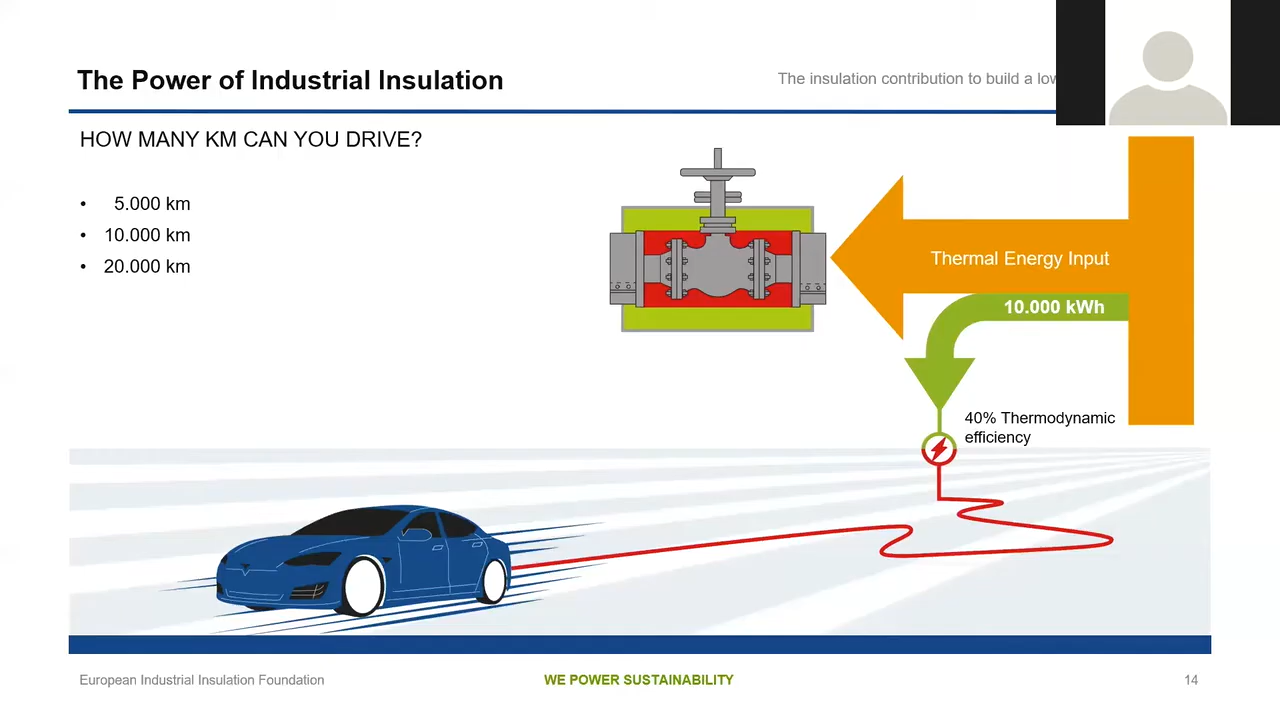 The Power of Industrial Insulation
The insulation contribution to build a
HOW MANY KM CAN YOU DRIVE?
• 5.000 km
• 10.000 km
• 20.000 km
Thermal Energy Input
10.000 kWh
40% Thermodynamic
efficiency
European Industrial Insulation Foundation
WE POWER SUSTAINABILITY
14